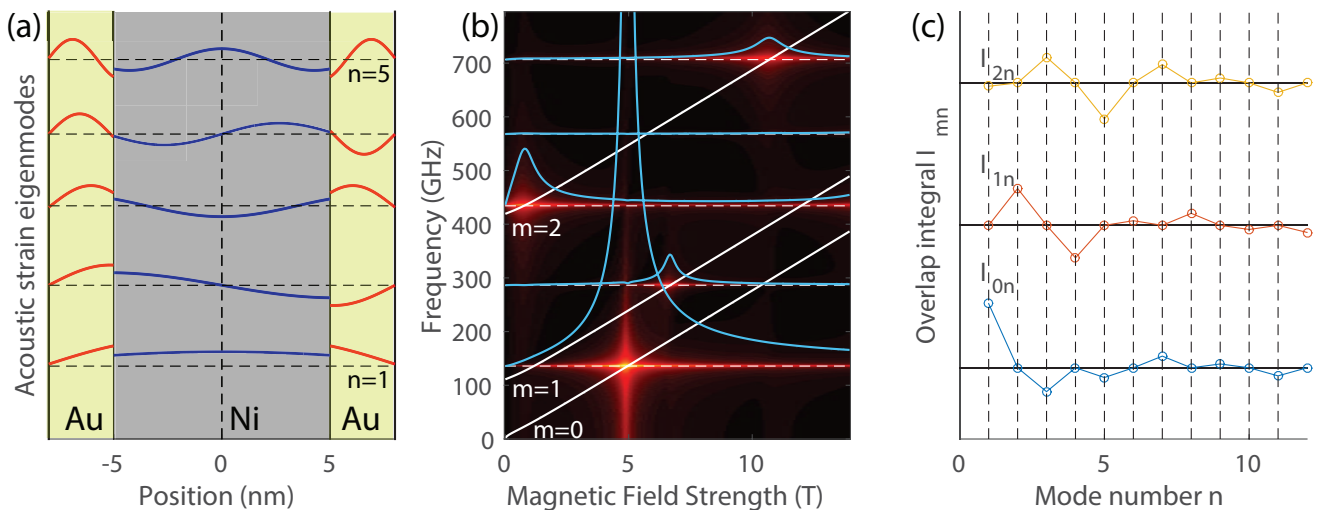 (a)
Acoustic strain eigenmodes
n=5
n=1
Au
Ni
Au
-5
0
5
Position (nm)
(b)
Frequency (GHz)
700
600
500
400
300
200
100
0
m=2
m=1
m=0
0
5
10
Magnetic Field Strength (T)
(c)
Overlap integral I mn
I 2n
I 1n
I 0n
0
5
10
Mode number n